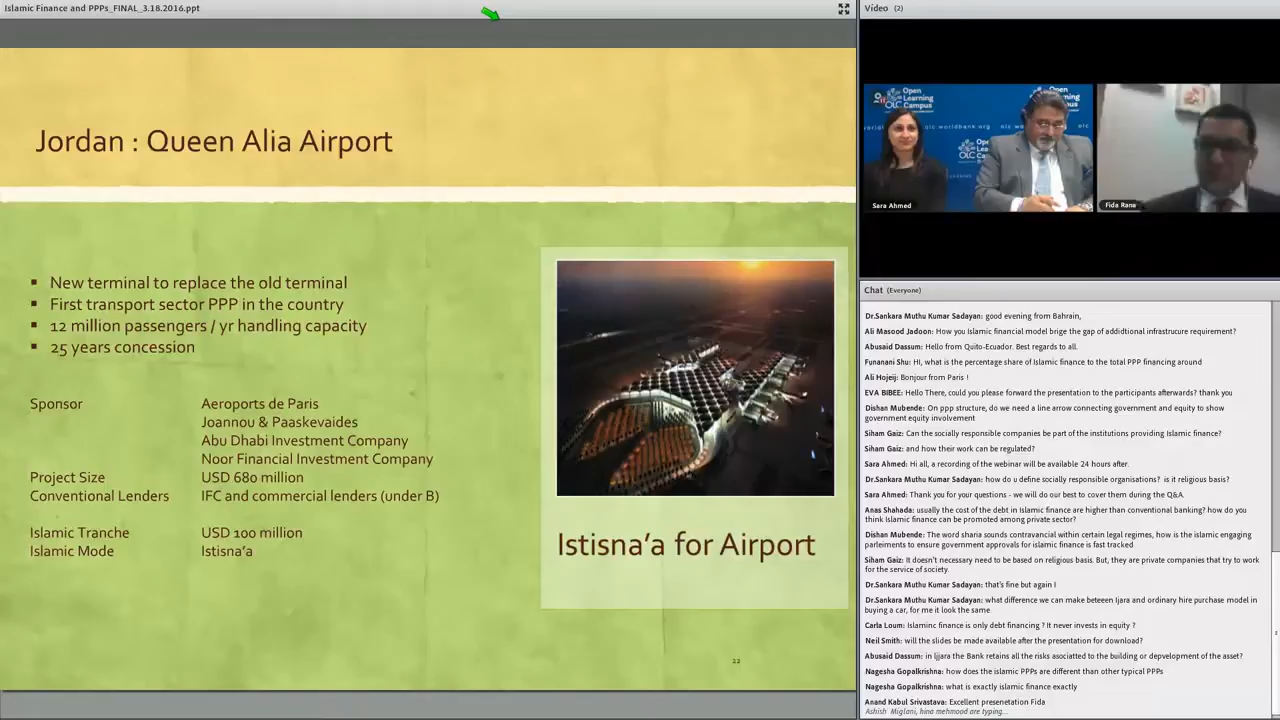 Islamic Finance and PPPs_FINAL_3.18.2016.ppt
Jordan : Queen Alia Airport
▪ New terminal to replace the old terminal
▪ First transport sector PPP in the country
▪ 12 million passengers / yr handling capacity
▪ 25 years concession
Sponsor Aeroports de Paris
Joannou & Paaskevaides
Abu Dhabi Investment Company
Noor Financial Investment Company
Project Size USD 680 million
Conventional Lenders IFC and commercial lenders (under B)
Islamic Tranche USD 100 million
Islamic Mode Istisna’a
Istisna’a for Airport
22
Video (2)
Open Learning Campus
worldbank.org olc worldbank.org
OLC
Sara Ahmed
Fida Rana
Chat (Everyone)
Dr.Sankara Muthu Kumar Sadayan: good evening from Bahrain,
Ali Masood Jadoon: How you Islamic financial model brige the gap of addidtional infrastrucure requirement?
Abusaid Dassum: Hello from Quito-Ecuador. Best regards to all.
Funanani Shu: HI, what is the percentage share of Islamic finance to the total PPP financing around
Ali Hojeij: Bonjour from Paris !
EVA BIBEE: Hello There, could you please forward the presentation to the participants afterwards? thank you
Dishan Mubende: On ppp structure, do we need a line arrow connecting government and equity to show
government equity involvement
Siham Gaiz: Can the socially responsible companies be part of the institutions providing Islamic finance?
Siham Gaiz: and how their work can be regulated?
Sara Ahmed: Hi all, a recording of the webinar will be available 24 hours after.
Dr.Sankara Muthu Kumar Sadayan: how do u define socially responsible organisations? is it religious basis?
Sara Ahmed: Thank you for your questions - we will do our best to cover them during the Q&A.
Anas Shahada: usually the cost of the debt in Islamic finance are higher than conventional banking? how do you
think Islamic finance can be promoted among private sector?
Dishan Mubende: The word sharia sounds contravancial within certain legal regimes, how is the islamic engaging
parleiments to ensure government approvals for islamic finance is fast tracked
Siham Gaiz: It doesn't necessary need to be based on religious basis. But, they are private companies that try to work
for the service of society.
Dr.Sankara Muthu Kumar Sadayan: that's fine but again I
Dr.Sankara Muthu Kumar Sadayan: what difference we can make beteeen Ijara and ordinary hire purchase model in
buying a car, for me it look the same
Carla Loum: Islaminc finance is only debt financing ? It never invests in equity ?
Neil Smith: will the slides be made available after the presentation for download?
Abusaid Dassum: in Ijjara the Bank retains all the risks asociatted to the building or depvelopment of the asset?
Nagesha Gopalkrishna: how does the islamic PPPs are different than other typical PPPs
Nagesha Gopalkrishna: what is exactly islamic finance exactly
Anand Kabul Srivastava: Excellent presenetation Fida
Ashish Miglani, hina mehmood are typing...